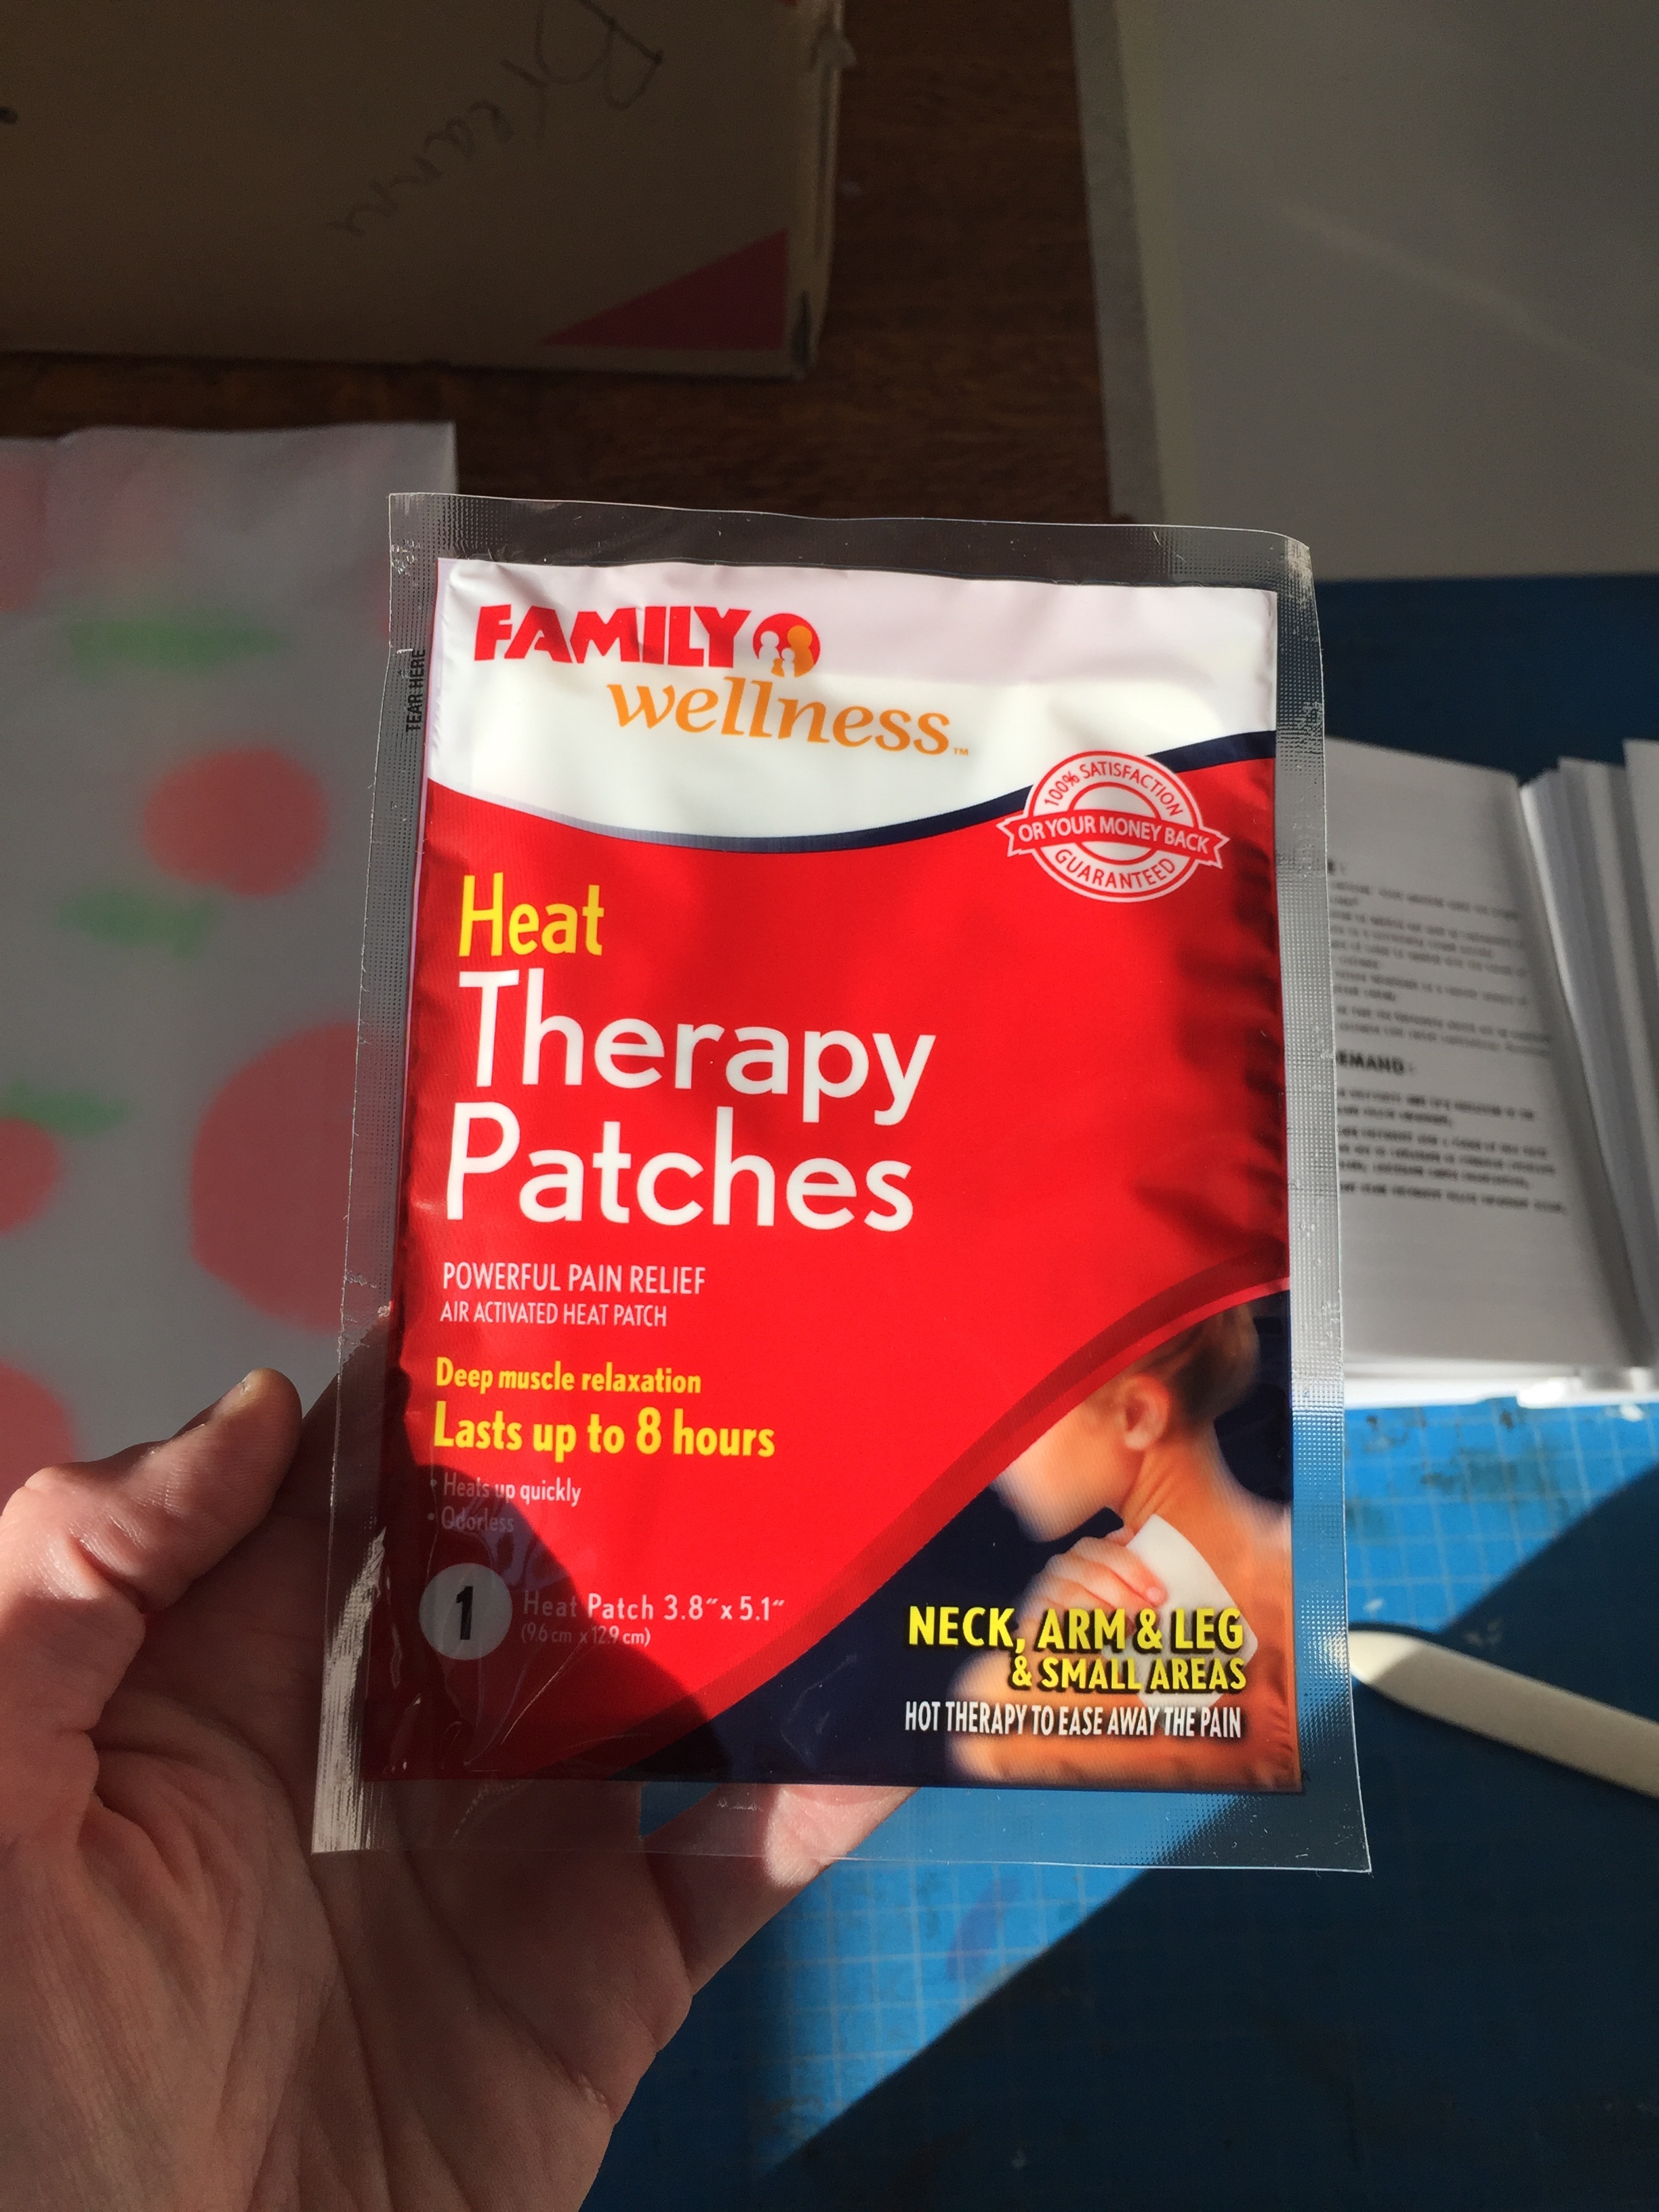 TEAR HERE
FAMILY
wellness™
100% SATISFACTION
OR YOUR MONEY BACK
GUARANTEED
Heat
Therapy
Patches
POWERFUL PAIN RELIEF
AIR ACTIVATED HEAT PATCH
Deep muscle relaxation
Lasts up to 8 hours
• Heats up quickly
• Odorless
1 Heat Patch 3.8" x 5.1"
(9.6 cm x 12.9 cm)
NECK, ARM & LEG
& SMALL AREAS
HOT THERAPY TO EASE AWAY THE PAIN
EMAND: